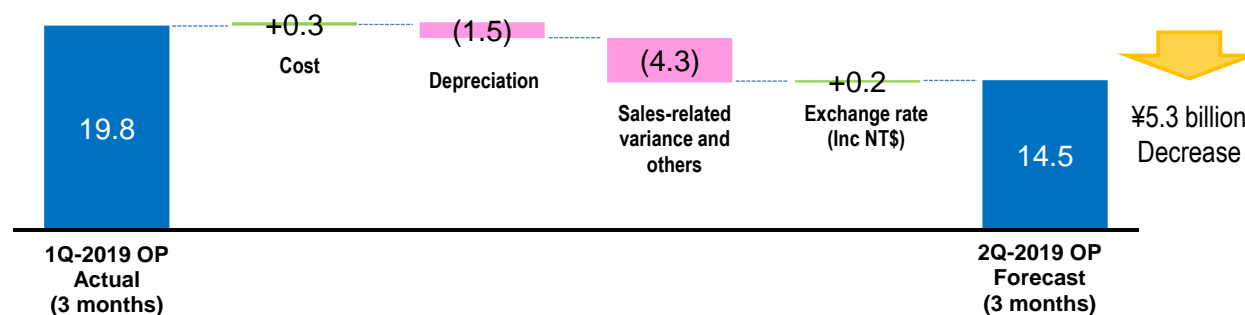 19.8
+0.3
Cost
(1.5)
Depreciation
(4.3)
Sales-related
variance and
others
+0.2
Exchange rate
(Inc NT$)
14.5
¥5.3 billion
Decrease
1Q-2019 OP
Actual
(3 months)
2Q-2019 OP
Forecast
(3 months)